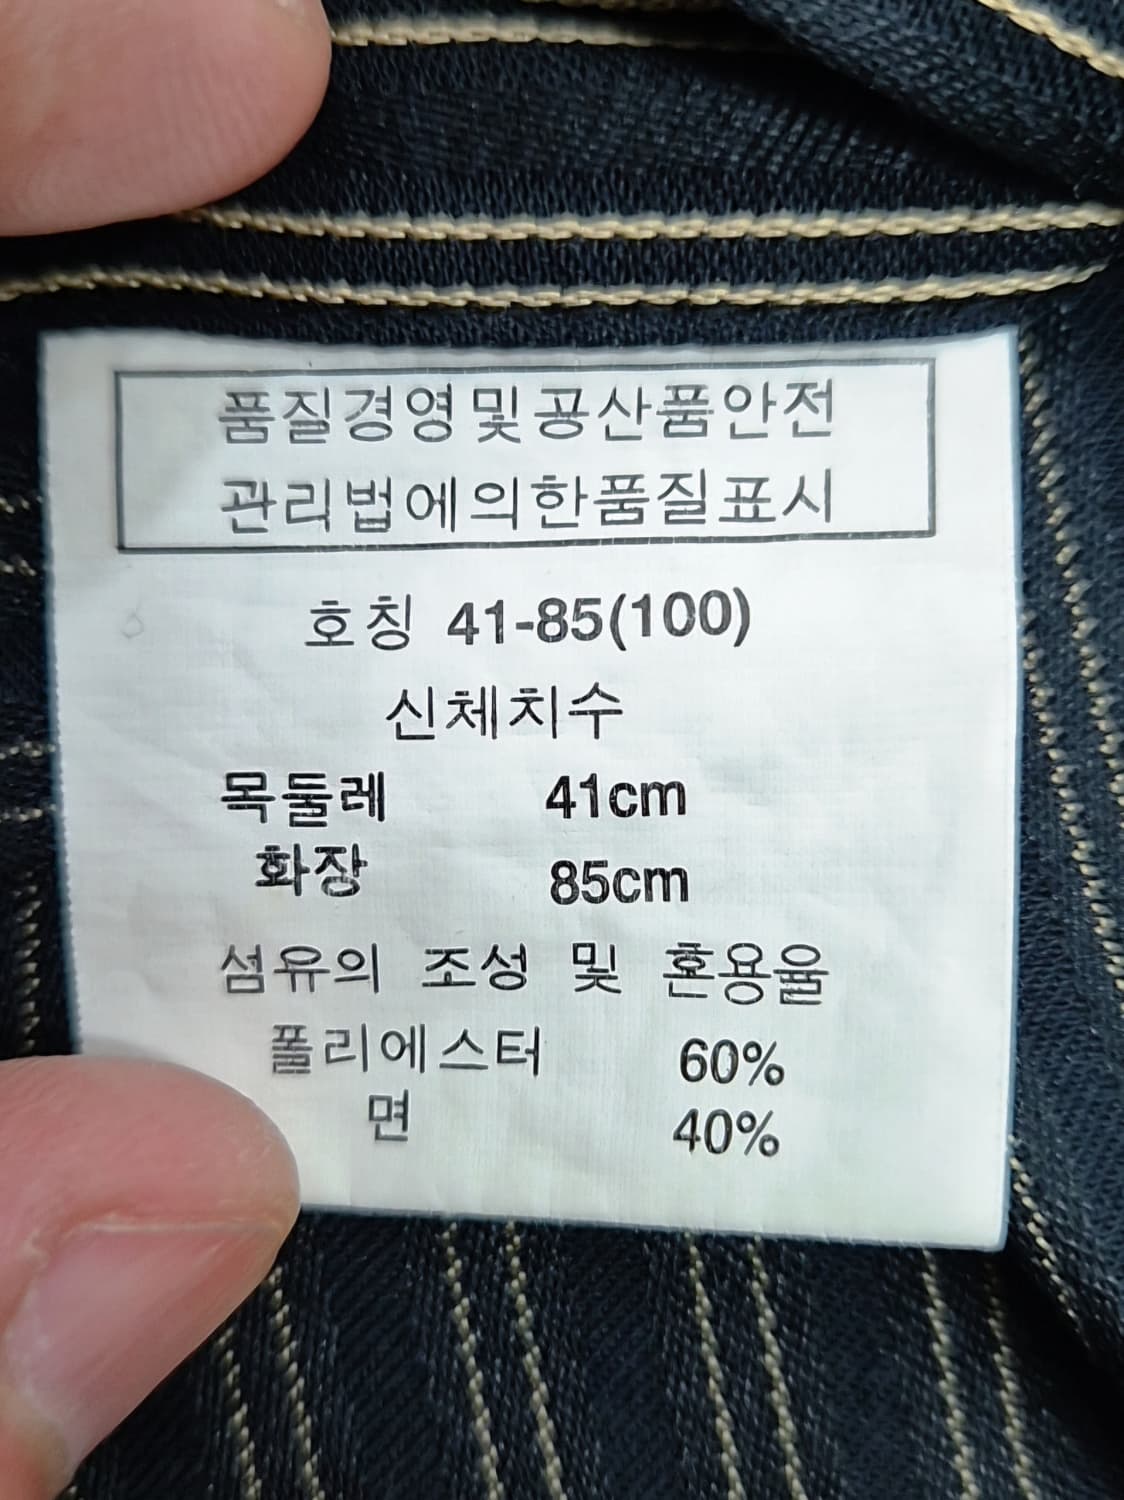 품질경영및공산품안전
관리법에의한품질표시
호칭 41-85(100)
신체치수
목둘레 41cm
화장 85cm
섬유의 조성 및 혼용율
폴리에스터 60%
면 40%